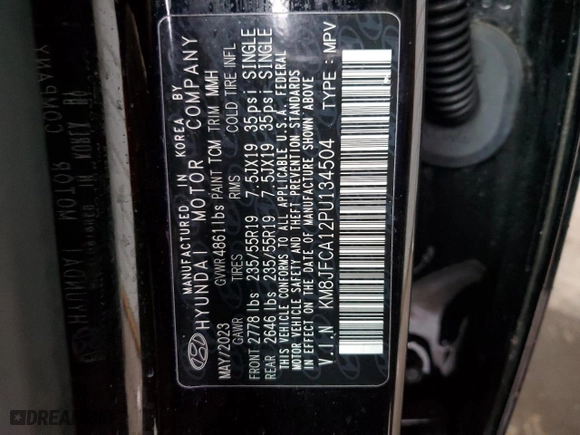 MANUFACTURED IN KOREA BY
HYUNDAI MOTOR COMPANY
MAY/2023 GVWR 4861 lbs PAINT TCM TRIM MMH
GAWR TIRES RIMS COLD TIRE INFL
FRONT 2778 lbs 235/55R19 7.5JX19 35psi SINGLE
REAR 2646 lbs 235/55R19 7.5JX19 35psi SINGLE
THIS VEHICLE CONFORMS TO ALL APPLICABLE U.S.A. FEDERAL
MOTOR VEHICLE SAFETY AND THEFT PREVENTION STANDARDS
IN EFFECT ON THE DATE OF MANUFACTURE SHOWN ABOVE
V.I.N KM8JFCA12PU134504 TYPE : MPV